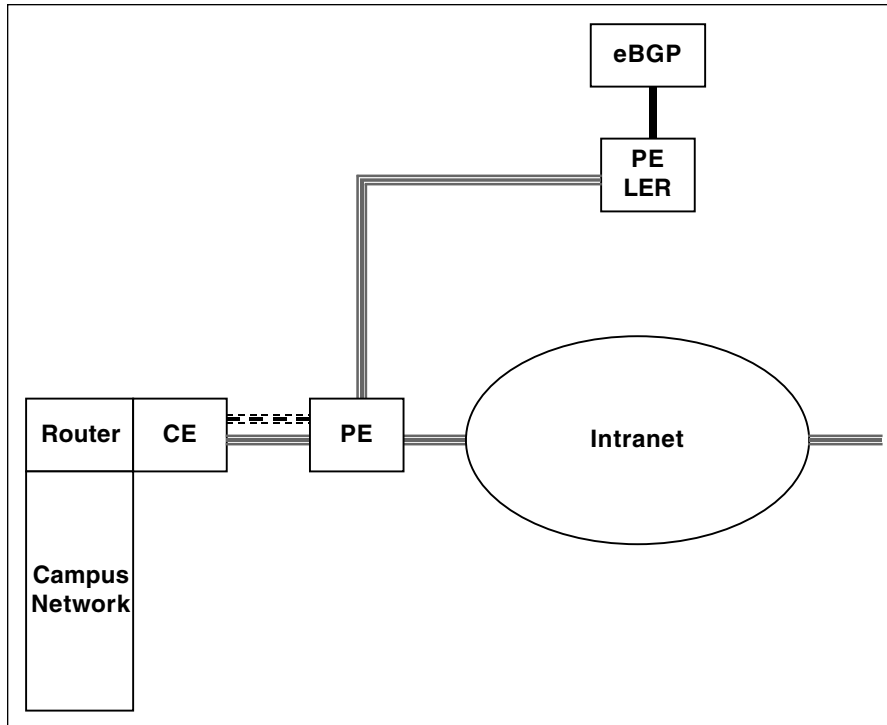 eBGP
PE
LER
Router
CE
PE
Intranet
Campus
Network